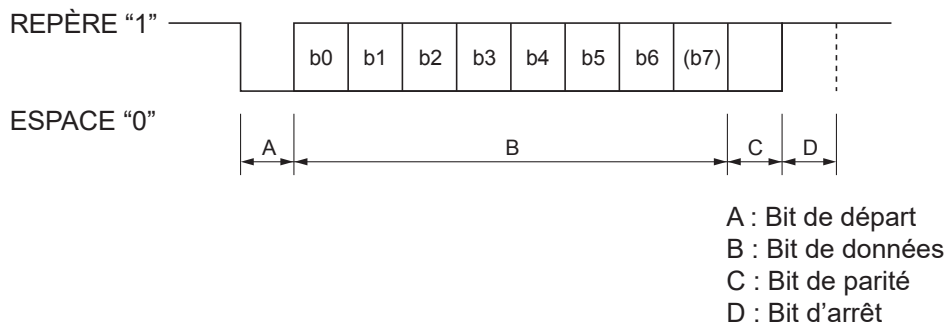 REPÈRE “1”
b0 b1 b2 b3 b4 b5 b6 (b7)
ESPACE “0”
A B C D
A : Bit de départ
B : Bit de données
C : Bit de parité
D : Bit d’arrêt